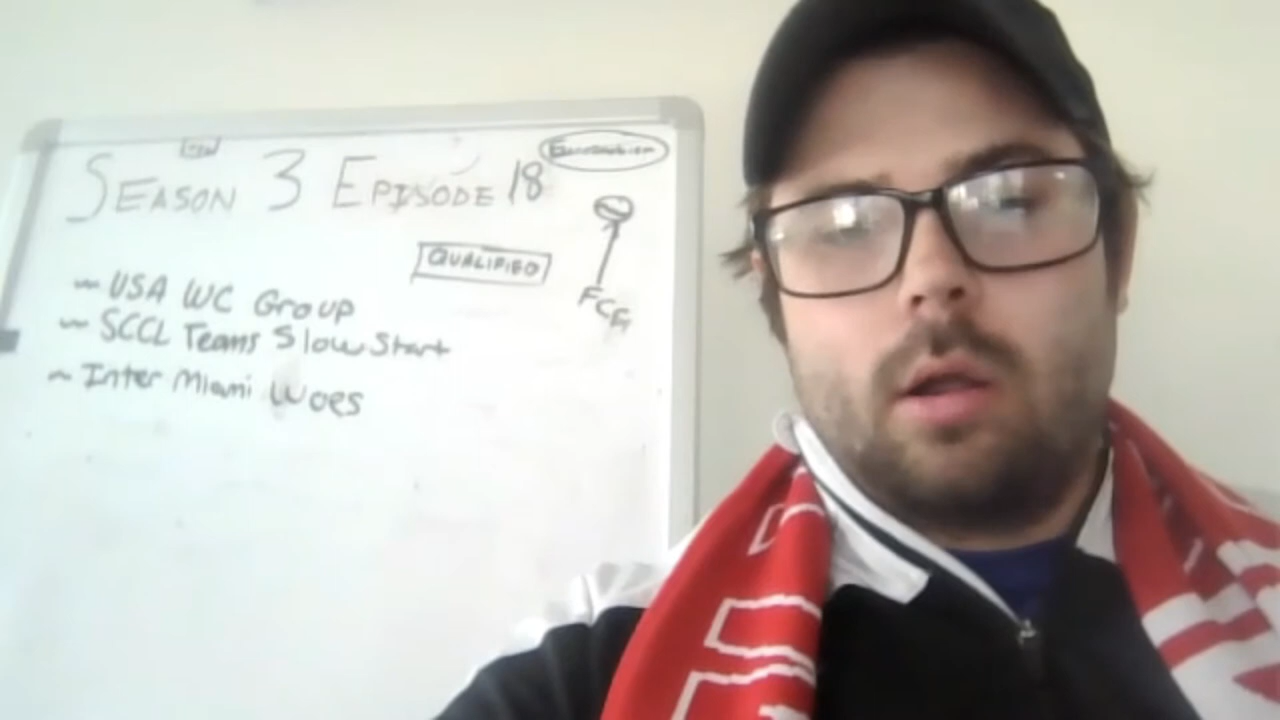 SEASON 3 EPISODE 18
QUALIFIED
FCF
~ USA WC Group
~ SCCL Teams Slow Start
~ Inter Miami Woes